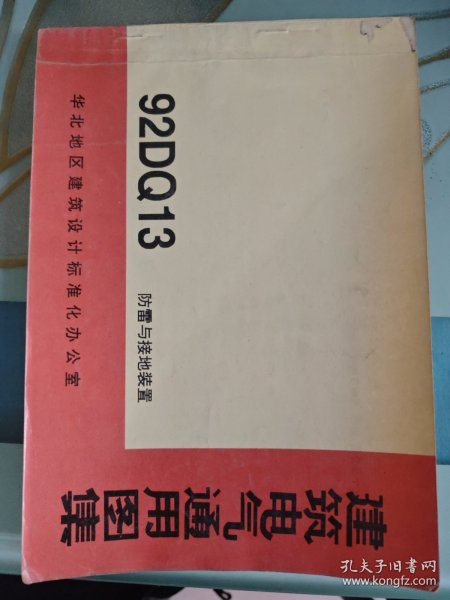 建筑电气通用图集
92DQ13
防雷与接地装置
华北地区建筑设计标准化办公室
孔夫子旧书网
www.kongfz.com